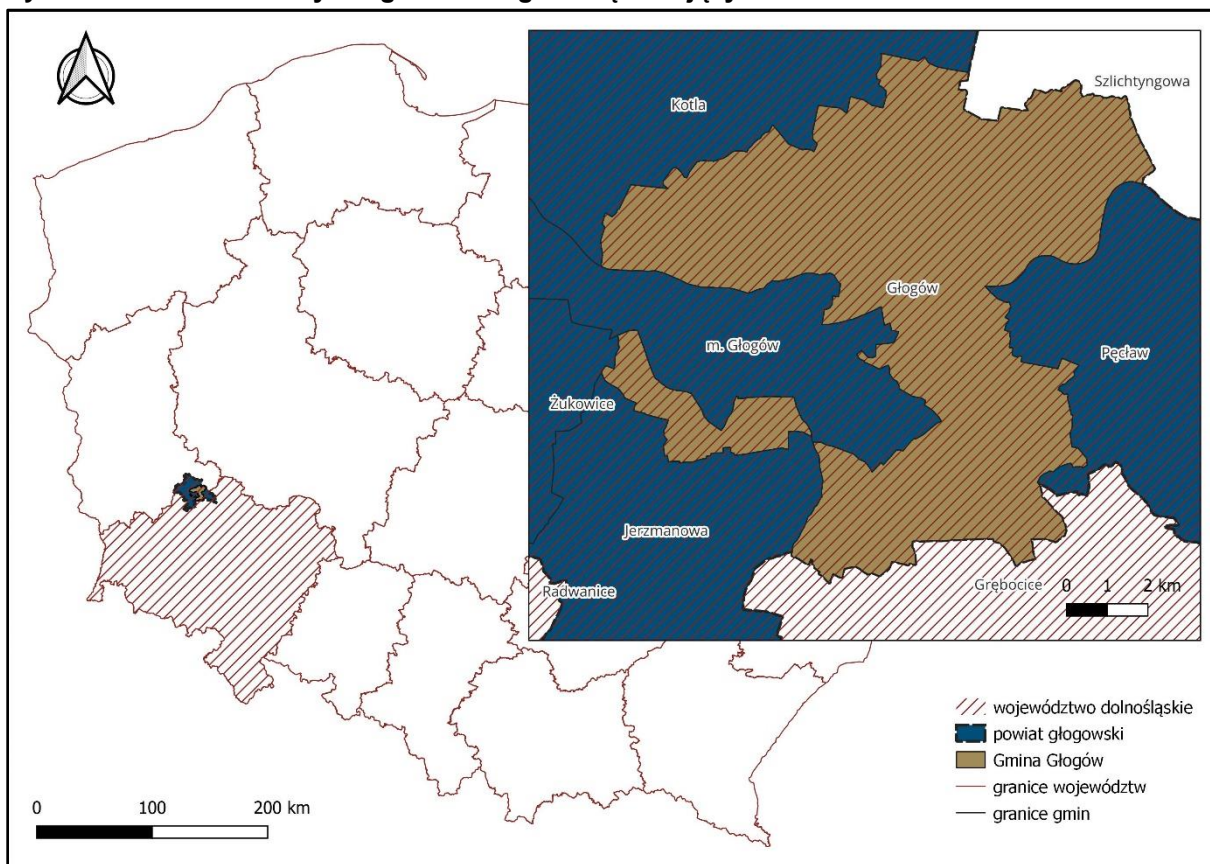 Szlichtyngowa
Kotla
Głogów
m. Głogów
Pęcław
Żukowice
Jerzmanowa
Radwanice
Grębocice
0 1 2 km
województwo dolnośląskie
powiat głogowski
Gmina Głogów
granice województw
granice gmin
0 100 200 km